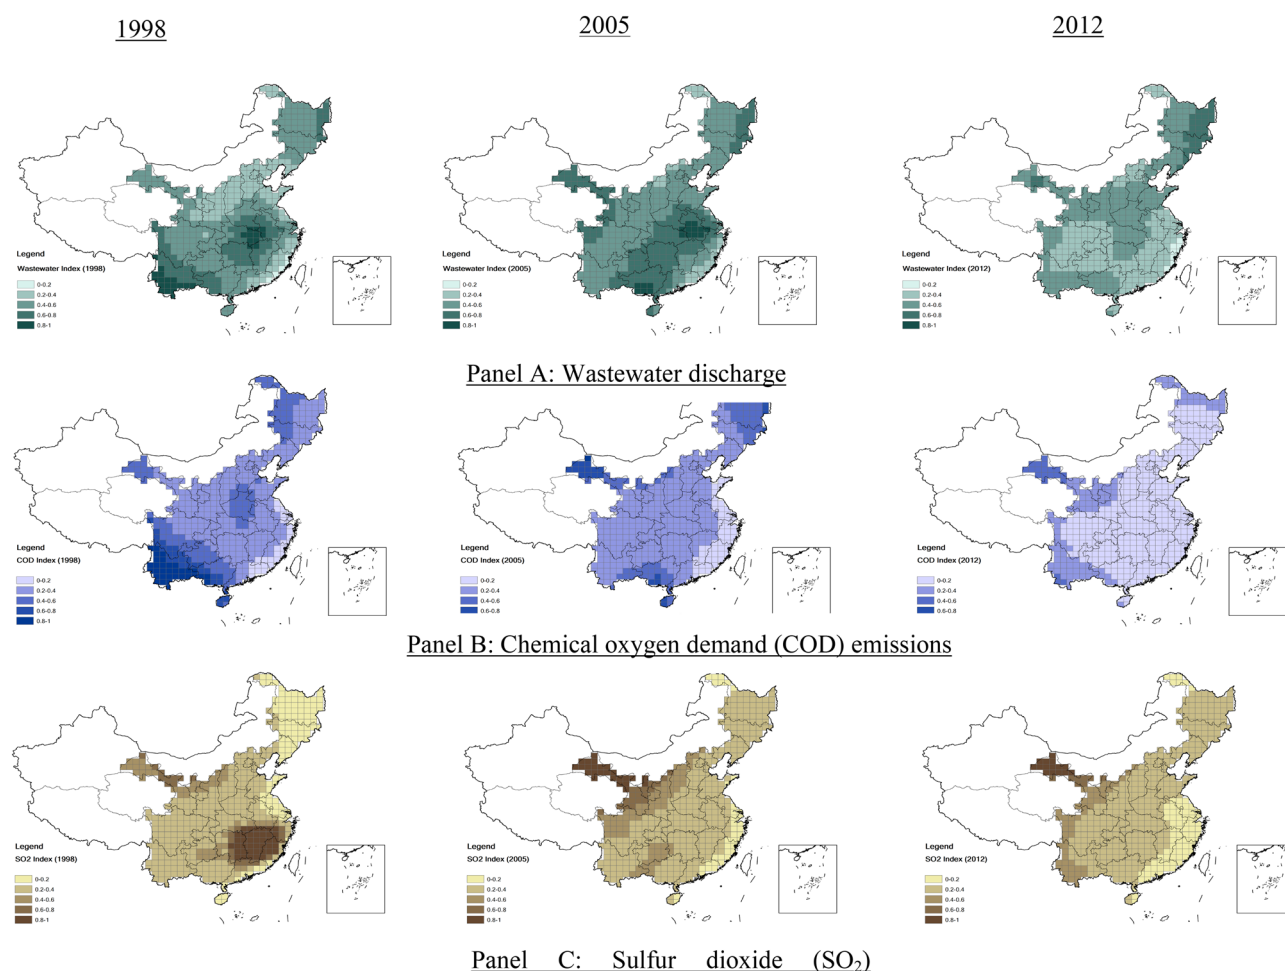 1998
2005
2012
Legend
Wastewater Index (1998)
0-0.2
0.2-0.4
0.4-0.6
0.6-0.8
0.8-1
Legend
Wastewater Index (2005)
0-0.2
0.2-0.4
0.4-0.6
0.6-0.8
0.8-1
Legend
Wastewater Index (2012)
0-0.2
0.2-0.4
0.4-0.6
0.6-0.8
0.8-1
Panel A: Wastewater discharge
Legend
COD Index (1998)
0-0.2
0.2-0.4
0.4-0.6
0.6-0.8
0.8-1
Legend
COD Index (2005)
0-0.2
0.2-0.4
0.4-0.6
0.6-0.8
Legend
COD Index (2012)
0-0.2
0.2-0.4
0.4-0.6
0.6-0.8
Panel B: Chemical oxygen demand (COD) emissions
Legend
SO2 Index (1998)
0-0.2
0.2-0.4
0.4-0.6
0.6-0.8
0.8-1
Legend
SO2 Index (2005)
0-0.2
0.2-0.4
0.4-0.6
0.6-0.8
0.8-1
Legend
SO2 Index (2012)
0-0.2
0.2-0.4
0.4-0.6
0.6-0.8
0.8-1
Panel C: Sulfur dioxide (SO₂)